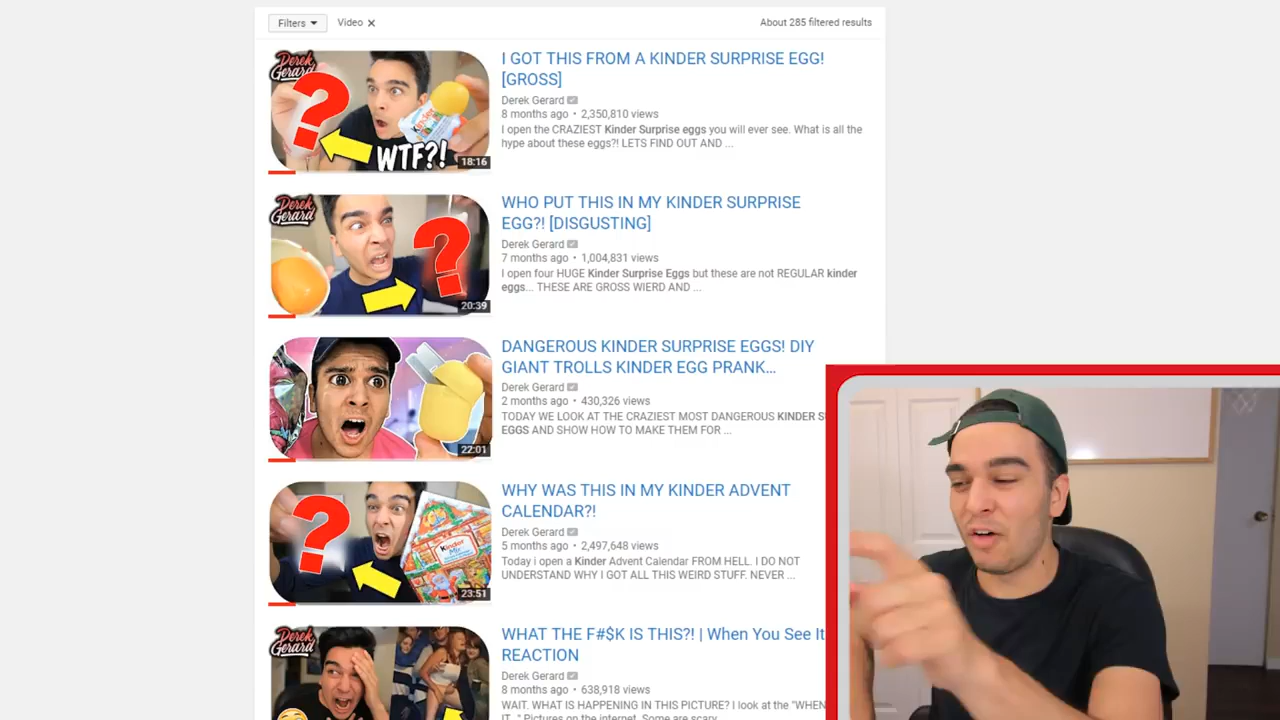 Filters
Video
About 285 filtered results
Derek
Gerard
?
Kinder
WTF?!
18:16
I GOT THIS FROM A KINDER SURPRISE EGG!
[GROSS]
Derek Gerard
8 months ago • 2,350,810 views
I open the CRAZIEST Kinder Surprise eggs you will ever see. What is all the
hype about these eggs?! LETS FIND OUT AND ...
Derek
Gerard
?
20:39
WHO PUT THIS IN MY KINDER SURPRISE
EGG?! [DISGUSTING]
Derek Gerard
7 months ago • 1,004,831 views
I open four HUGE Kinder Surprise Eggs but these are not REGULAR kinder
eggs... THESE ARE GROSS WIERD AND ...
22:01
DANGEROUS KINDER SURPRISE EGGS! DIY
GIANT TROLLS KINDER EGG PRANK...
Derek Gerard
2 months ago • 430,326 views
TODAY WE LOOK AT THE CRAZIEST MOST DANGEROUS KINDER S
EGGS AND SHOW HOW TO MAKE THEM FOR ...
?
Kinder
Mix
23:51
WHY WAS THIS IN MY KINDER ADVENT
CALENDAR?!
Derek Gerard
5 months ago • 2,497,648 views
Today i open a Kinder Advent Calendar FROM HELL. I DO NOT
UNDERSTAND WHY I GOT ALL THIS WEIRD STUFF. NEVER ...
Derek
Gerard
WHAT THE F#$K IS THIS?! | When You See It
REACTION
Derek Gerard
8 months ago • 638,918 views
WAIT. WHAT IS HAPPENING IN THIS PICTURE? I look at the "WHEN
IT..." Pictures on the internet. Some are scary